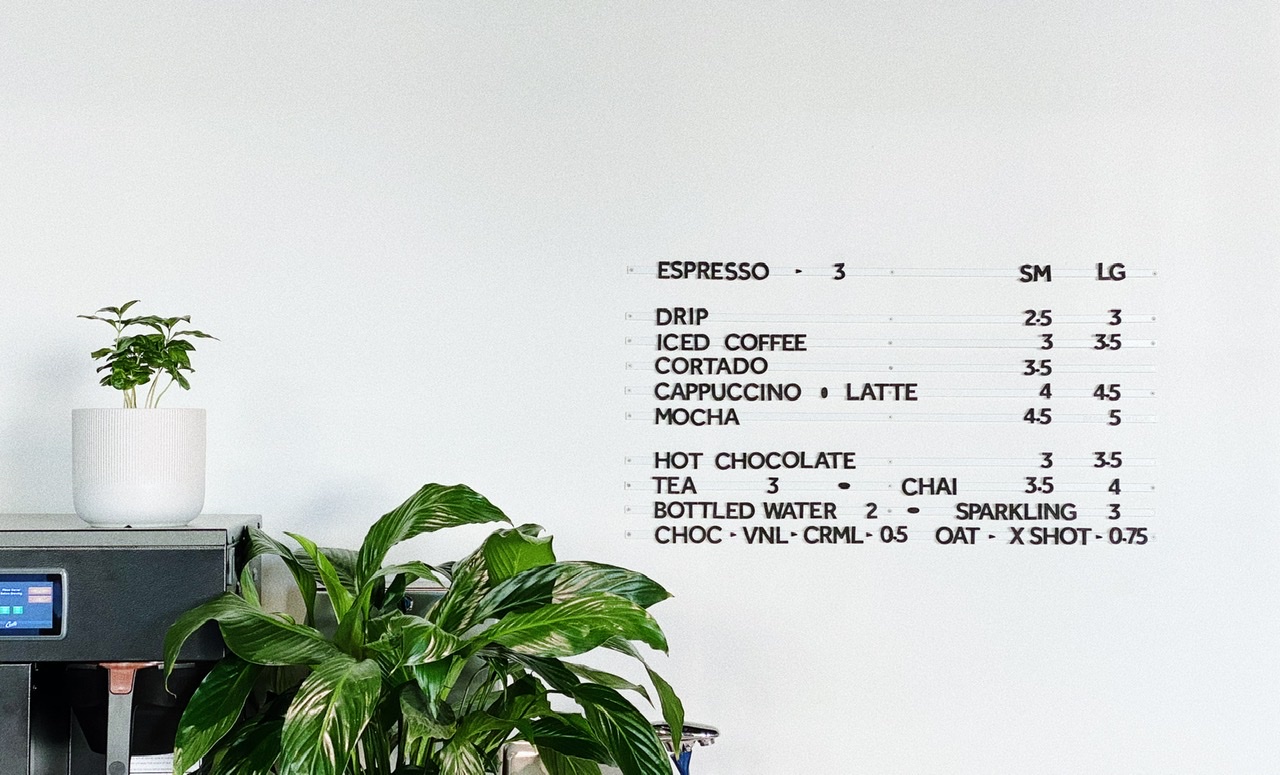 ESPRESSO - 3 SM LG
DRIP 2.5 3
ICED COFFEE 3 3.5
CORTADO 3.5
CAPPUCCINO • LATTE 4 4.5
MOCHA 4.5 5
HOT CHOCOLATE 3 3.5
TEA 3 - CHAI 3.5 4
BOTTLED WATER 2 - SPARKLING 3
CHOC - VNL - CRML - 0.5 OAT - X SHOT - 0.75